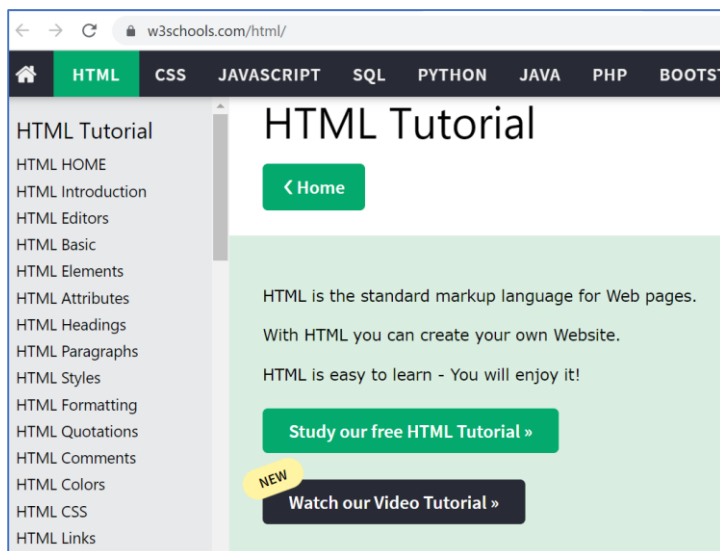 w3schools.com/html/
HTML CSS JAVASCRIPT SQL PYTHON JAVA PHP BOOTST
HTML Tutorial
HTML HOME
HTML Introduction
HTML Editors
HTML Basic
HTML Elements
HTML Attributes
HTML Headings
HTML Paragraphs
HTML Styles
HTML Formatting
HTML Quotations
HTML Comments
HTML Colors
HTML CSS
HTML Links
HTML Tutorial
❮ Home
HTML is the standard markup language for Web pages.
With HTML you can create your own Website.
HTML is easy to learn - You will enjoy it!
Study our free HTML Tutorial »
NEW
Watch our Video Tutorial »